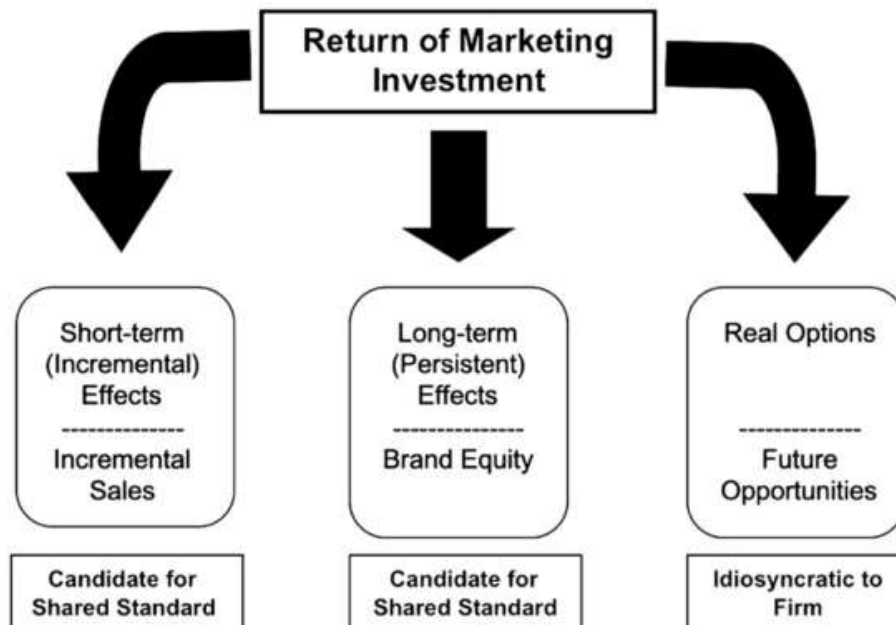 Return of Marketing
Investment
Short-term
(Incremental)
Effects
--------------
Incremental
Sales
Long-term
(Persistent)
Effects
---------------
Brand Equity
Real Options
-------------
Future
Opportunities
Candidate for
Shared Standard
Candidate for
Shared Standard
Idiosyncratic to
Firm